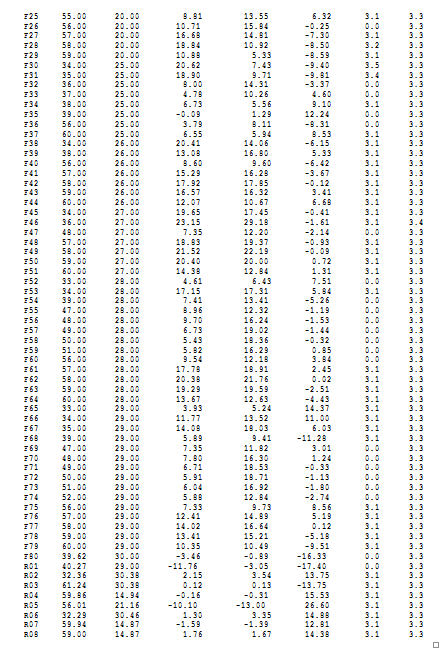 F25 55.00 20.00 8.81 13.55 6.32 3.1 3.3
F26 56.00 20.00 10.71 15.84 -0.25 0.0 3.3
F27 57.00 20.00 16.68 14.81 -7.30 3.1 3.3
F28 58.00 20.00 18.84 10.92 -8.50 3.2 3.3
F29 59.00 20.00 10.88 5.33 -8.59 3.1 3.3
F30 34.00 25.00 20.62 7.43 -9.40 3.5 3.3
F31 35.00 25.00 18.90 9.71 -9.81 3.4 3.3
F32 36.00 25.00 8.00 14.31 -3.37 0.0 3.3
F33 37.00 25.00 4.78 10.26 4.60 0.0 3.3
F34 38.00 25.00 6.73 5.56 9.10 3.1 3.3
F35 39.00 25.00 -0.09 1.29 12.24 0.0 3.3
F36 56.00 25.00 3.79 8.11 -8.31 0.0 3.3
F37 60.00 25.00 6.55 5.94 8.53 3.1 3.3
F38 34.00 26.00 20.41 14.06 -6.15 3.1 3.3
F39 38.00 26.00 13.08 16.80 5.33 3.1 3.3
F40 56.00 26.00 8.60 9.60 -6.42 3.1 3.3
F41 57.00 26.00 15.29 16.28 -3.67 3.1 3.3
F42 58.00 26.00 17.92 17.85 -0.12 3.1 3.3
F43 59.00 26.00 16.57 16.32 3.41 3.1 3.3
F44 60.00 26.00 12.07 10.67 6.68 3.1 3.3
F45 34.00 27.00 19.65 17.45 -0.41 3.1 3.3
F46 36.00 27.00 23.15 29.18 -1.61 3.1 3.4
F47 48.00 27.00 7.35 12.20 -2.14 0.0 3.3
F48 57.00 27.00 18.83 19.37 -0.93 3.1 3.3
F49 58.00 27.00 21.52 22.19 -0.09 3.1 3.3
F50 59.00 27.00 20.40 20.00 0.72 3.1 3.3
F51 60.00 27.00 14.38 12.84 1.31 3.1 3.3
F52 33.00 28.00 4.61 6.43 7.51 0.0 3.3
F53 34.00 28.00 17.15 17.31 5.84 3.1 3.3
F54 39.00 28.00 7.41 13.41 -5.26 0.0 3.3
F55 47.00 28.00 8.96 12.32 -1.19 0.0 3.3
F56 48.00 28.00 9.70 16.24 -1.53 0.0 3.3
F57 49.00 28.00 6.73 19.02 -1.44 0.0 3.3
F58 50.00 28.00 5.43 18.36 -0.32 0.0 3.3
F59 51.00 28.00 5.82 16.29 0.85 0.0 3.3
F60 56.00 28.00 9.54 12.18 3.84 0.0 3.3
F61 57.00 28.00 17.78 18.91 2.45 3.1 3.3
F62 58.00 28.00 20.38 21.76 0.02 3.1 3.3
F63 59.00 28.00 19.29 19.59 -2.51 3.1 3.3
F64 60.00 28.00 13.67 12.63 -4.43 3.1 3.3
F65 33.00 29.00 3.93 5.24 14.37 3.1 3.3
F66 34.00 29.00 11.77 13.52 11.00 3.1 3.3
F67 35.00 29.00 14.08 18.03 6.03 3.1 3.3
F68 39.00 29.00 5.89 9.41 -11.28 3.1 3.3
F69 47.00 29.00 7.35 11.82 3.01 0.0 3.3
F70 48.00 29.00 7.80 16.30 1.24 0.0 3.3
F71 49.00 29.00 6.71 18.53 -0.33 0.0 3.3
F72 50.00 29.00 5.91 18.71 -1.13 0.0 3.3
F73 51.00 29.00 6.04 16.92 -1.80 0.0 3.3
F74 52.00 29.00 5.88 12.84 -2.74 0.0 3.3
F75 56.00 29.00 7.33 9.73 8.56 3.1 3.3
F76 57.00 29.00 12.41 14.89 5.19 3.1 3.3
F77 58.00 29.00 14.02 16.64 0.12 3.1 3.3
F78 59.00 29.00 13.41 15.21 -5.18 3.1 3.3
F79 60.00 29.00 10.35 10.49 -9.51 3.1 3.3
F80 39.62 30.00 -3.46 -0.89 -16.33 0.0 3.3
R01 40.27 29.00 -11.76 -3.05 -17.40 0.0 3.3
R02 32.36 30.38 2.15 3.54 13.75 3.1 3.3
R03 61.24 30.38 0.12 0.13 -13.75 3.1 3.3
R04 59.86 14.94 -0.16 -0.31 15.53 3.1 3.3
R05 56.01 21.16 -10.10 -13.00 26.60 3.1 3.3
R06 32.29 30.46 1.30 3.35 14.88 3.1 3.3
R07 59.94 14.87 -1.59 -1.39 12.81 3.1 3.3
R08 59.00 14.87 1.76 1.67 14.38 3.1 3.3